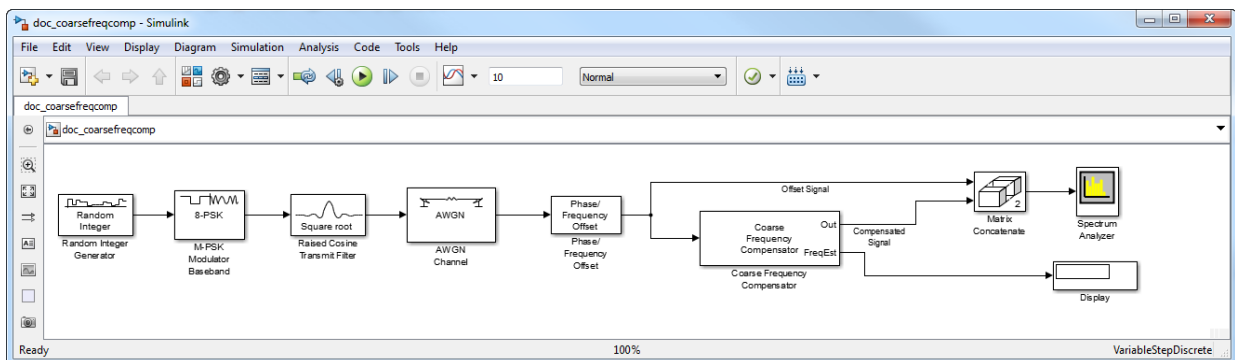 doc_coarsefreqcomp - Simulink
File Edit View Display Diagram Simulation Analysis Code Tools Help
10 Normal
doc_coarsefreqcomp
doc_coarsefreqcomp
Random
Integer
Random Integer
Generator
8-PSK
M-PSK
Modulator
Baseband
Square root
Raised Cosine
Transmit Filter
AWGN
AWGN
Channel
Phase/
Frequency
Offset
Phase/
Frequency
Offset
Offset Signal
Coarse
Frequency
Compensator
Out
FreqEst
Coarse Frequency
Compensator
Compensated
Signal
2
Matrix
Concatenate
Spectrum
Analyzer
Display
Ready 100% VariableStepDiscrete